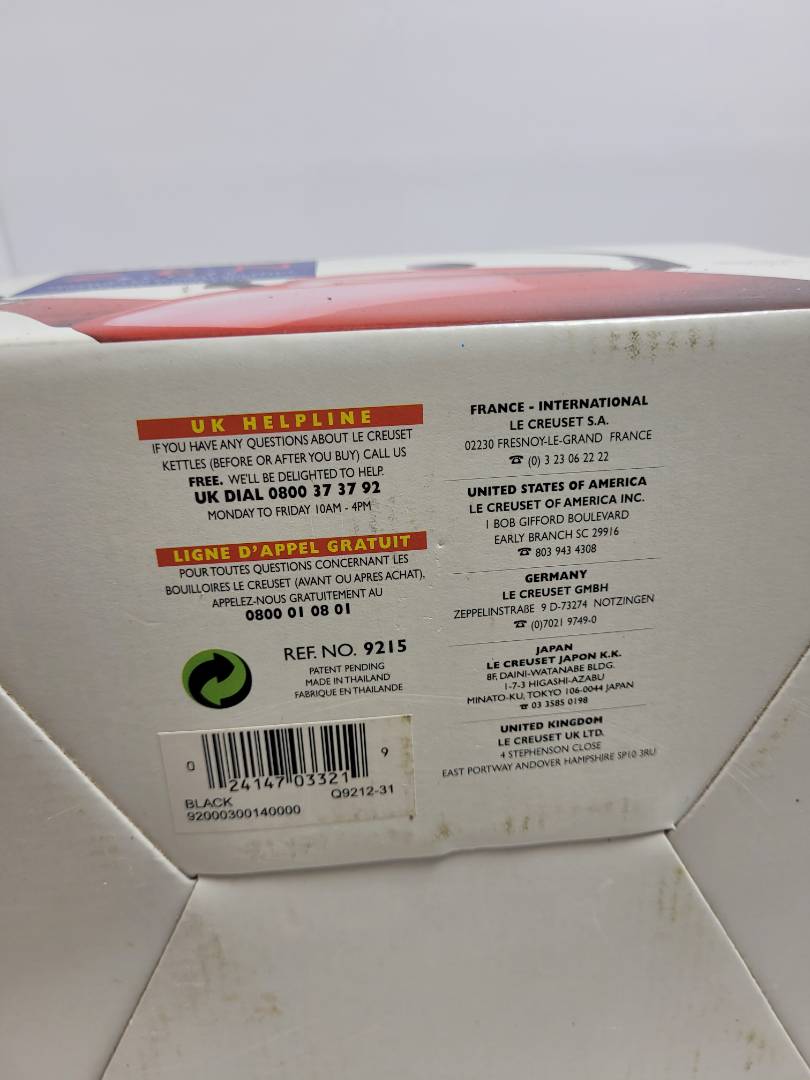 UK HELPLINE
IF YOU HAVE ANY QUESTIONS ABOUT LE CREUSET
KETTLES (BEFORE OR AFTER YOU BUY) CALL US
FREE. WE'LL BE DELIGHTED TO HELP.
UK DIAL 0800 37 37 92
MONDAY TO FRIDAY 10AM - 4PM
LIGNE D'APPEL GRATUIT
POUR TOUTES QUESTIONS CONCERNANT LES
BOUILLOIRES LE CREUSET (AVANT OU APRES ACHAT),
APPELEZ-NOUS GRATUITEMENT AU
0800 01 08 01
REF. NO. 9215
PATENT PENDING
MADE IN THAILAND
FABRIQUE EN THAILANDE
0 24147 03321 9
BLACK Q9212-31
92000300140000
FRANCE - INTERNATIONAL
LE CREUSET S.A.
02230 FRESNOY-LE-GRAND FRANCE
☎ (0) 3 23 06 22 22
UNITED STATES OF AMERICA
LE CREUSET OF AMERICA INC.
1 BOB GIFFORD BOULEVARD
EARLY BRANCH SC 29916
☎ 803 943 4308
GERMANY
LE CREUSET GMBH
ZEPPELINSTRAßE 9 D-73274 NOTZINGEN
☎ (0)7021 9749-0
JAPAN
LE CREUSET JAPON K.K.
8F, DAINI-WATANABE BLDG.
1-7-3 HIGASHI-AZABU
MINATO-KU, TOKYO 106-0044 JAPAN
☎ 03 3585 0198
UNITED KINGDOM
LE CREUSET UK LTD.
4 STEPHENSON CLOSE
EAST PORTWAY ANDOVER HAMPSHIRE SP10 3RU